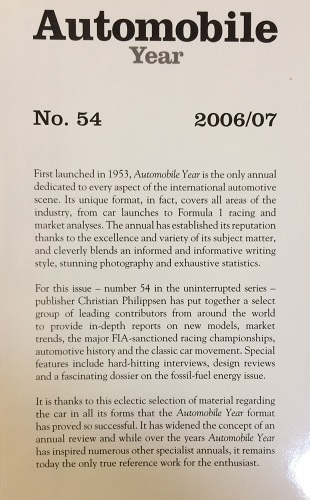 Automobile
Year
No. 54 2006/07
First launched in 1953, Automobile Year is the only annual
dedicated to every aspect of the international automotive
scene. Its unique format, in fact, covers all areas of the
industry, from car launches to Formula 1 racing and
market analyses. The annual has established its reputation
thanks to the excellence and variety of its subject matter,
and cleverly blends an informed and informative writing
style, stunning photography and exhaustive statistics.
For this issue – number 54 in the uninterrupted series –
publisher Christian Philippsen has put together a select
group of leading contributors from around the world
to provide in-depth reports on new models, market
trends, the major FIA-sanctioned racing championships,
automotive history and the classic car movement. Special
features include hard-hitting interviews, design reviews
and a fascinating dossier on the fossil-fuel energy issue.
It is thanks to this eclectic selection of material regarding
the car in all its forms that the Automobile Year format
has proved so successful. It has widened the concept of an
annual review and while over the years Automobile Year
has inspired numerous other specialist annuals, it remains
today the only true reference work for the enthusiast.